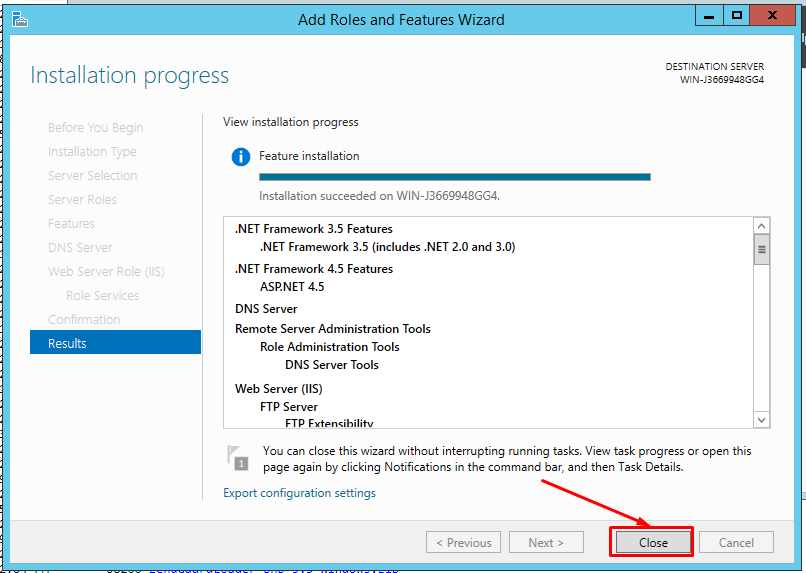 Add Roles and Features Wizard
Installation progress
DESTINATION SERVER
WIN-J3669948GG4
Before You Begin
Installation Type
Server Selection
Server Roles
Features
DNS Server
Web Server Role (IIS)
Role Services
Confirmation
Results
View installation progress
Feature installation
Installation succeeded on WIN-J3669948GG4.
.NET Framework 3.5 Features
.NET Framework 3.5 (includes .NET 2.0 and 3.0)
.NET Framework 4.5 Features
ASP.NET 4.5
DNS Server
Remote Server Administration Tools
Role Administration Tools
DNS Server Tools
Web Server (IIS)
FTP Server
FTP Extensibility
1
You can close this wizard without interrupting running tasks. View task progress or open this
page again by clicking Notifications in the command bar, and then Task Details.
Export configuration settings
< Previous
Next >
Close
Cancel